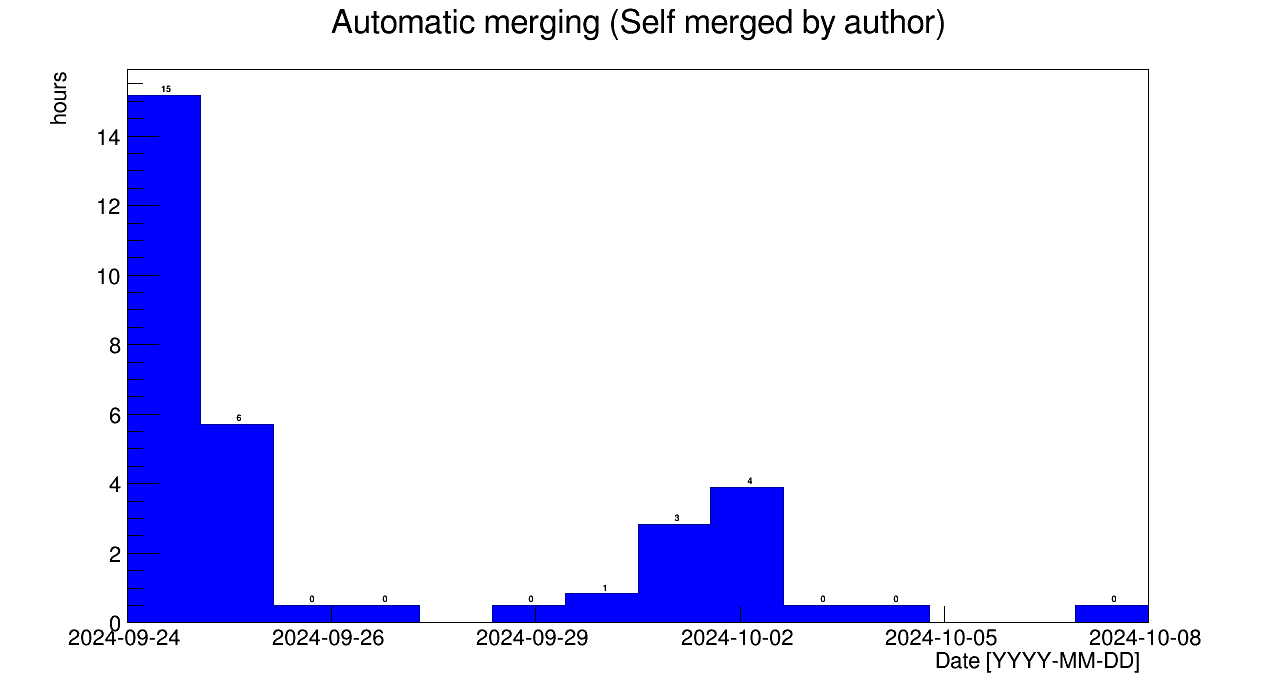 Automatic merging (Self merged by author)
hours
15
14
12
10
8
6
6
4
4
3
2
1
0 0 0 0 0 0
0
2024-09-24 2024-09-26 2024-09-29 2024-10-02 2024-10-05 2024-10-08
Date [YYYY-MM-DD]